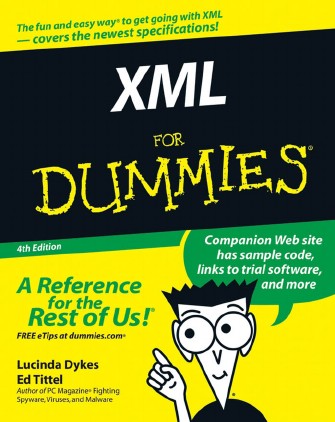 The fun and easy way® to get going with XML
— covers the newest specifications!
XML
FOR
DUMMIES®
4th Edition
Companion Web site
has sample code,
links to trial software,
and more
A Reference
for the
Rest of Us!®
FREE eTips at dummies.com®
Lucinda Dykes
Ed Tittel
Author of PC Magazine® Fighting
Spyware, Viruses, and Malware